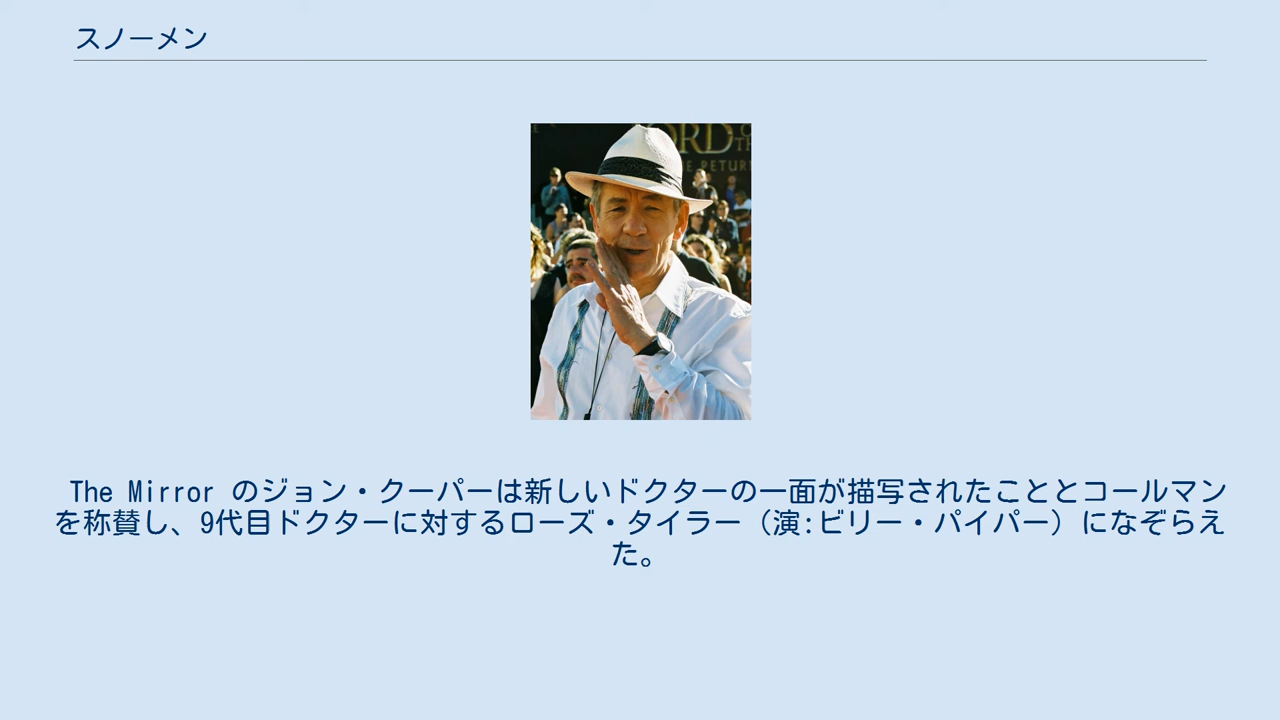 スノーメン
ORD
RETUR
The Mirror のジョン・クーパーは新しいドクターの一面が描写されたこととコールマン
を称賛し、9代目ドクターに対するローズ・タイラー（演:ビリー・パイパー）になぞらえ
た。